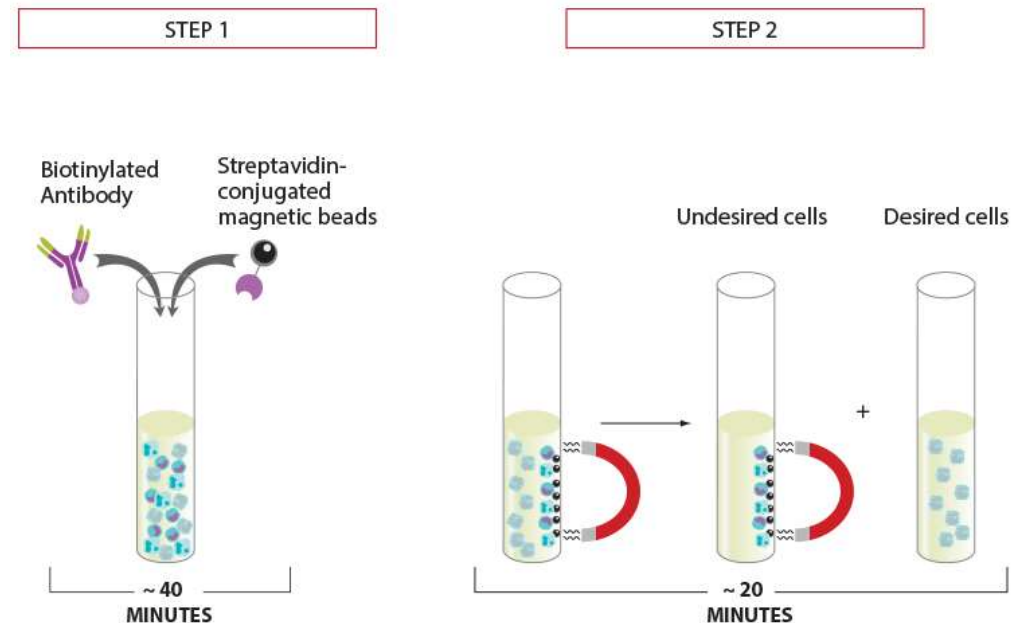 STEP 1
STEP 2
Biotinylated
Antibody
Streptavidin-
conjugated
magnetic beads
Undesired cells
Desired cells
+
~ 40
MINUTES
~ 20
MINUTES